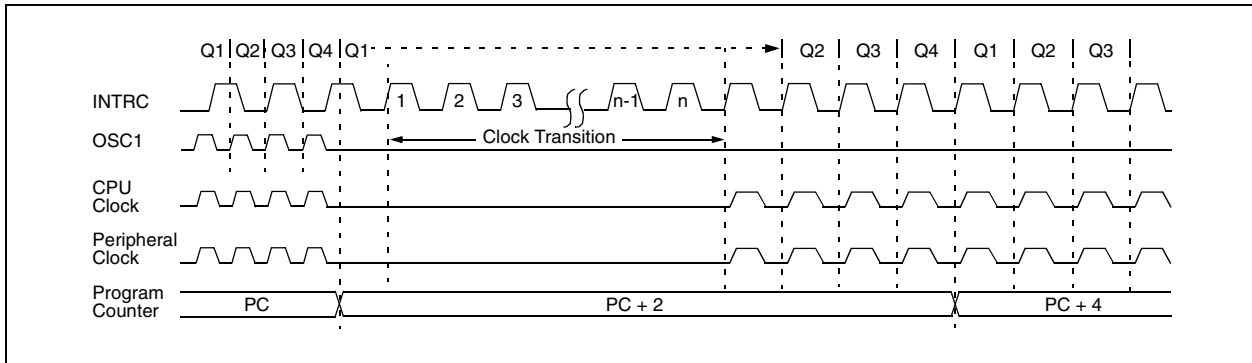 Q1 Q2 Q3 Q4 Q1 Q2 Q3 Q4 Q1 Q2 Q3
INTRC 1 2 3 n-1 n
OSC1 Clock Transition
CPU
Clock
Peripheral
Clock
Program
Counter
PC PC + 2 PC + 4